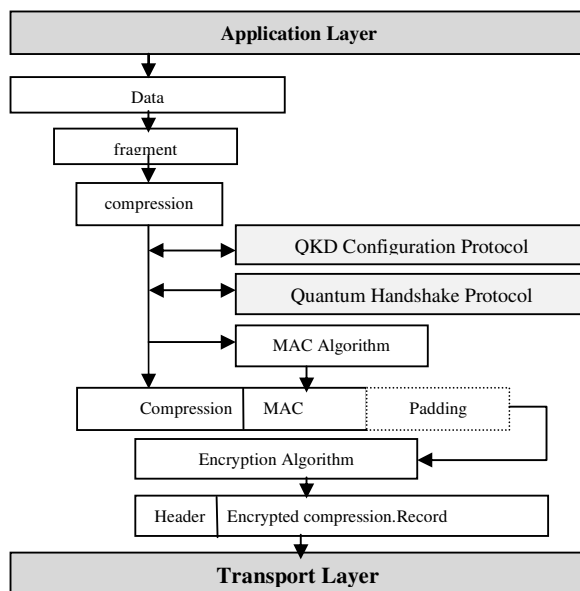 Application Layer
Data
fragment
compression
QKD Configuration Protocol
Quantum Handshake Protocol
MAC Algorithm
Compression MAC Padding
Encryption Algorithm
Header Encrypted compression.Record
Transport Layer